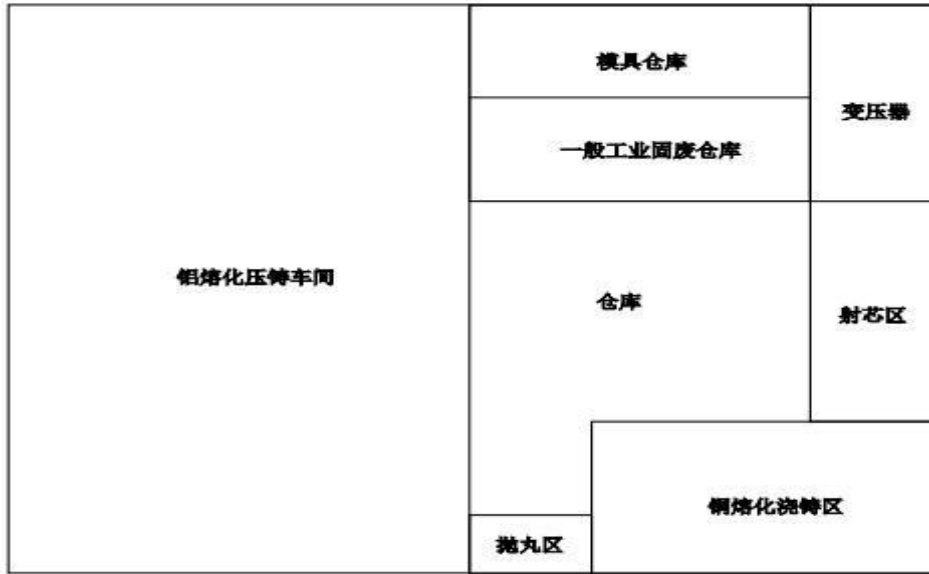 模具仓库
变压器
一般工业固废仓库
铝熔化压铸车间
仓库
射芯区
铜熔化浇铸区
抛丸区